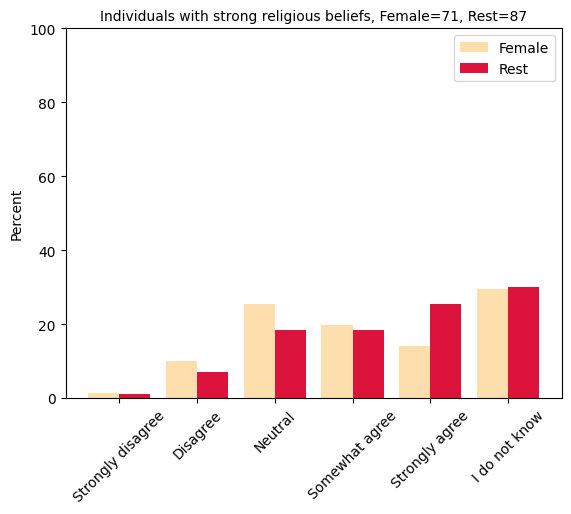 Individuals with strong religious beliefs, Female=71, Rest=87
Female
Rest
Percent
100
80
60
40
20
0
Strongly disagree
Disagree
Neutral
Somewhat agree
Strongly agree
I do not know